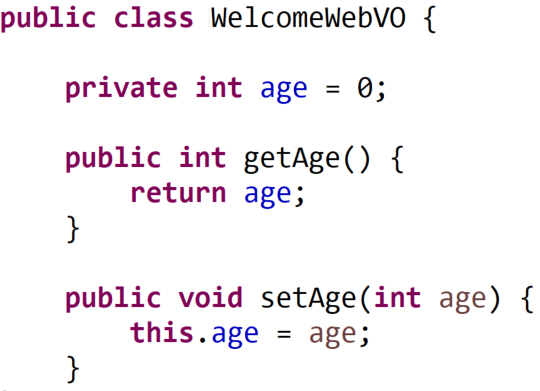 public class WelcomeWebVO {
private int age = 0;
public int getAge() {
return age;
}
public void setAge(int age) {
this.age = age;
}